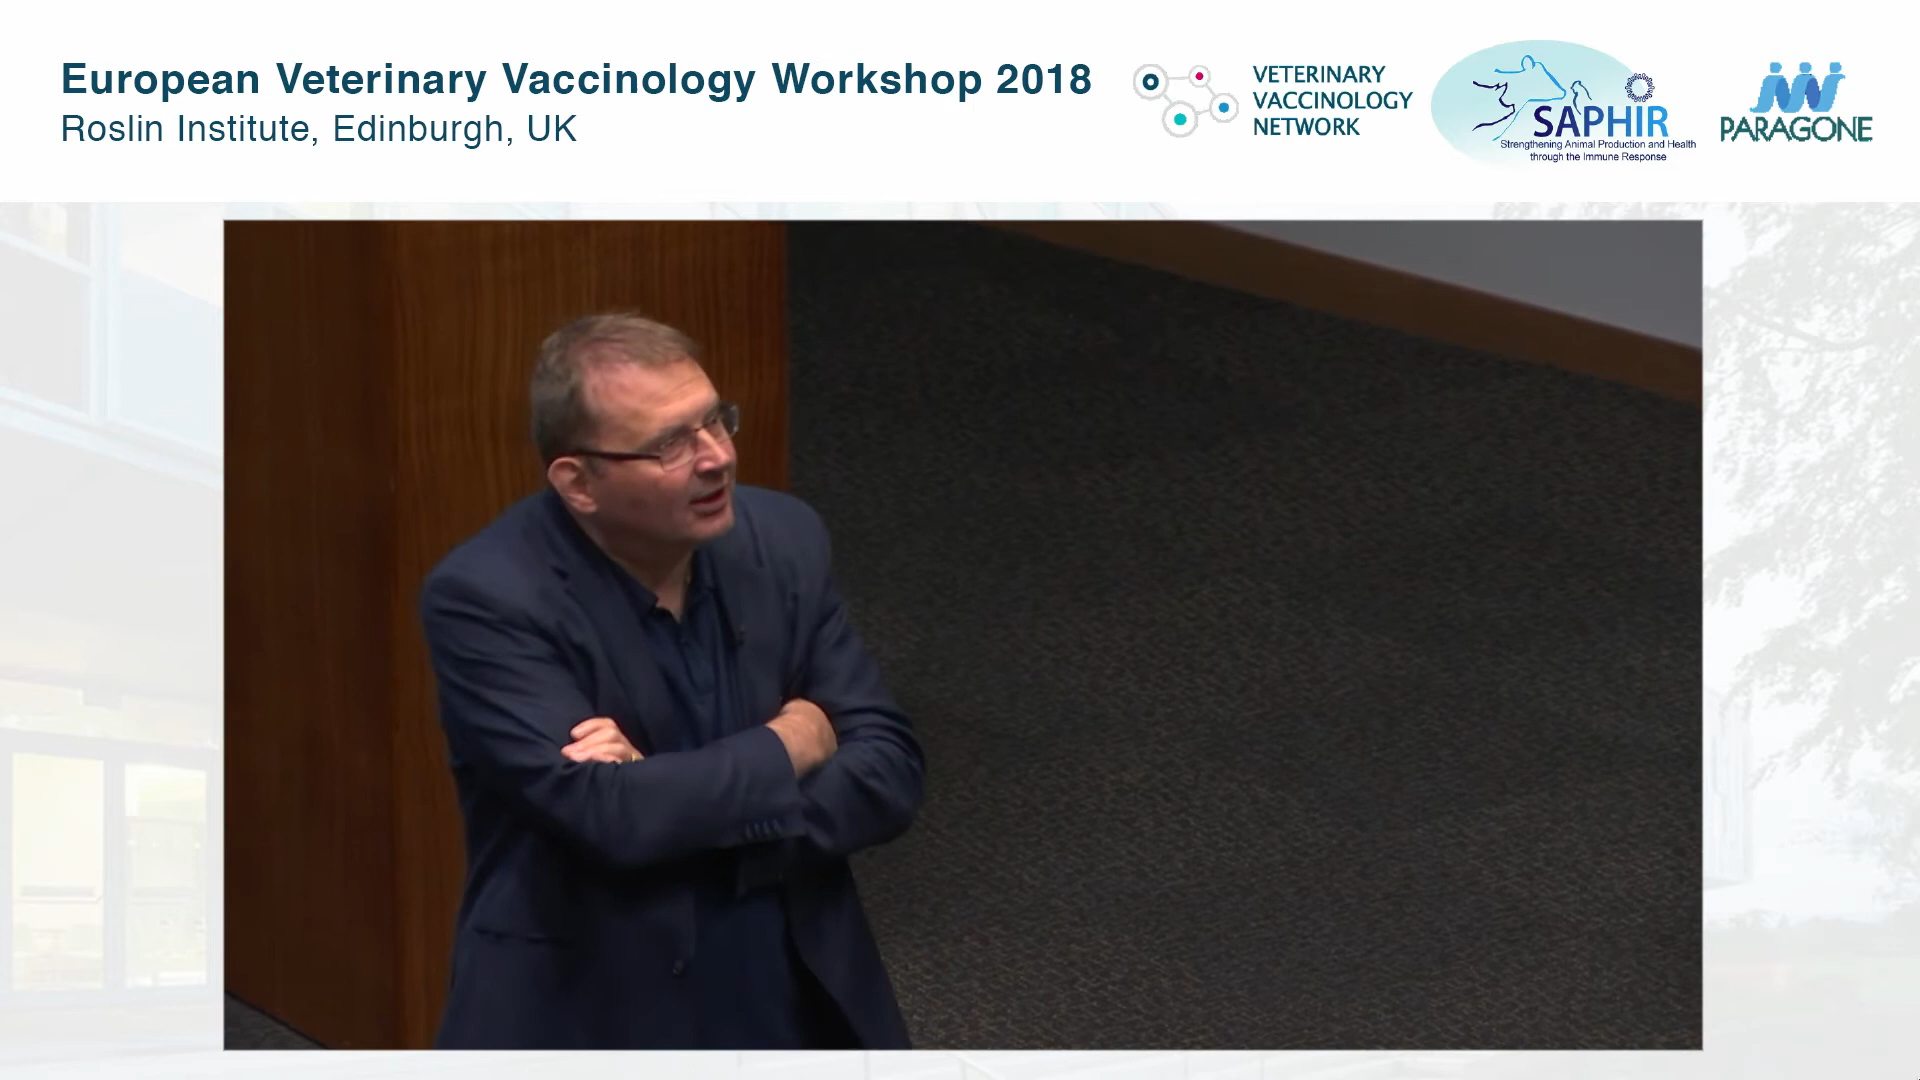 European Veterinary Vaccinology Workshop 2018
Roslin Institute, Edinburgh, UK
VETERINARY
VACCINOLOGY
NETWORK
SAPHIR
Strengthening Animal Production and Health
through the Immune Response
PARAGONE